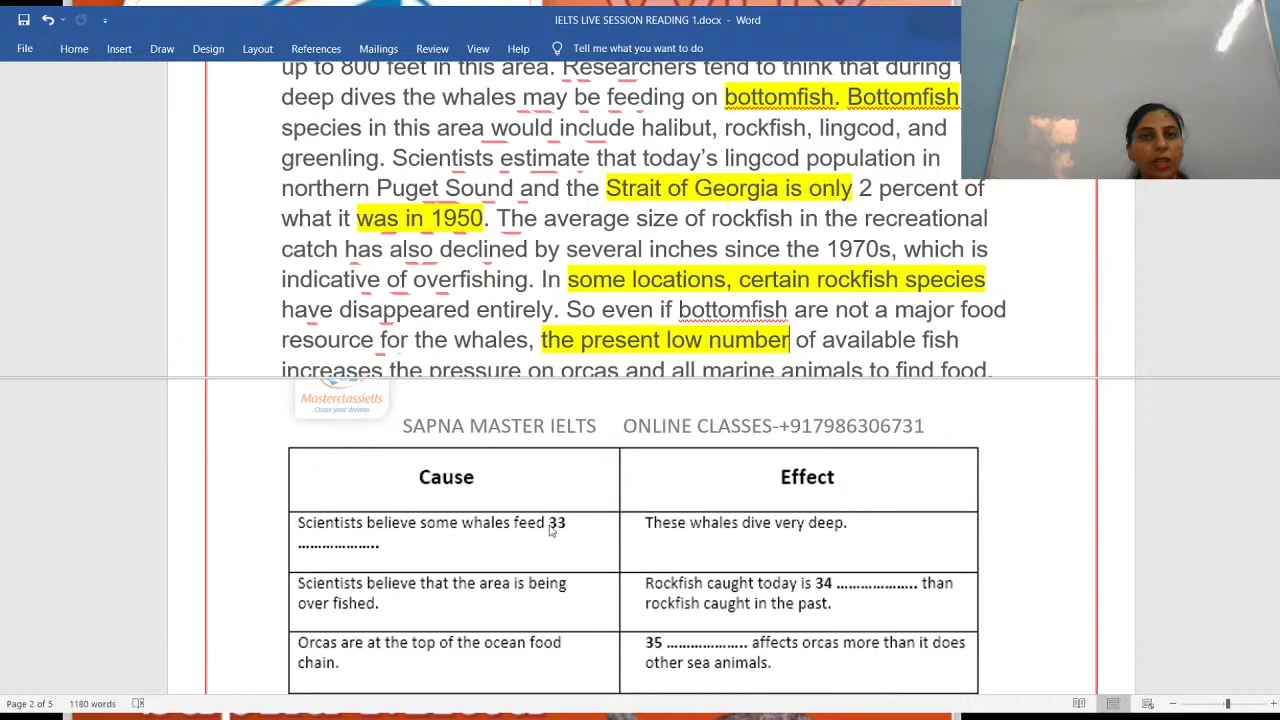 IELTS LIVE SESSION READING 1.docx - Word
File Home Insert Draw Design Layout References Mailings Review View Help Tell me what you want to do
up to 800 feet in this area. Researchers tend to think that during
deep dives the whales may be feeding on bottomfish. Bottomfish
species in this area would include halibut, rockfish, lingcod, and
greenling. Scientists estimate that today's lingcod population in
northern Puget Sound and the Strait of Georgia is only 2 percent of
what it was in 1950. The average size of rockfish in the recreational
catch has also declined by several inches since the 1970s, which is
indicative of overfishing. In some locations, certain rockfish species
have disappeared entirely. So even if bottomfish are not a major food
resource for the whales, the present low number of available fish
increases the pressure on orcas and all marine animals to find food.
Masterclassielts
Chase your dreams
SAPNA MASTER IELTS ONLINE CLASSES-+917986306731
Cause Effect
Scientists believe some whales feed 33 These whales dive very deep.
………………..
Scientists believe that the area is being Rockfish caught today is 34 ……………….. than
over fished. rockfish caught in the past.
Orcas are at the top of the ocean food 35 ……………….. affects orcas more than it does
chain. other sea animals.
Page 2 of 5 1180 words